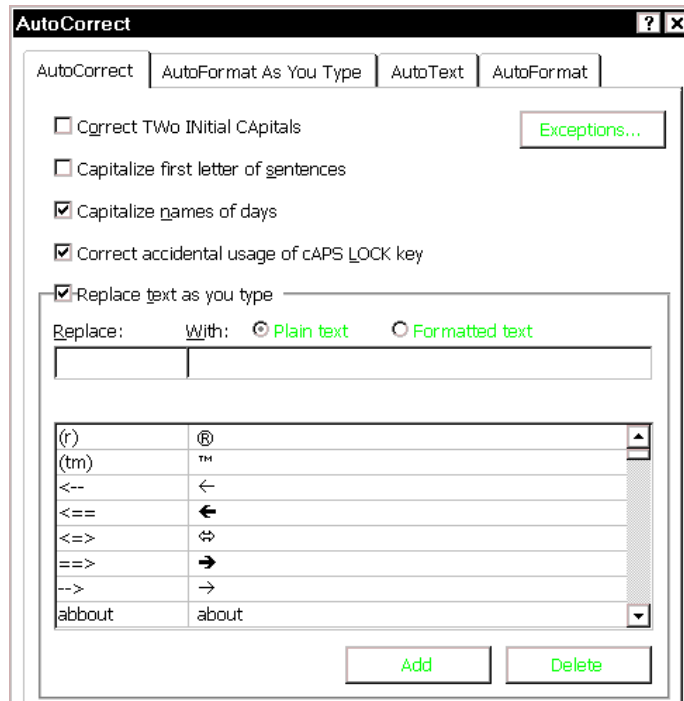 AutoCorrect
AutoCorrect AutoFormat As You Type AutoText AutoFormat
Correct TWo INitial CApitals Exceptions...
Capitalize first letter of sentences
Capitalize names of days
Correct accidental usage of cAPS LOCK key
Replace text as you type
Replace: With: Plain text Formatted text
(r) ®
(tm) ™
<-- ←
<== 🡸
<=> ⇔
==> 🡺
--> →
abbout about
Add Delete